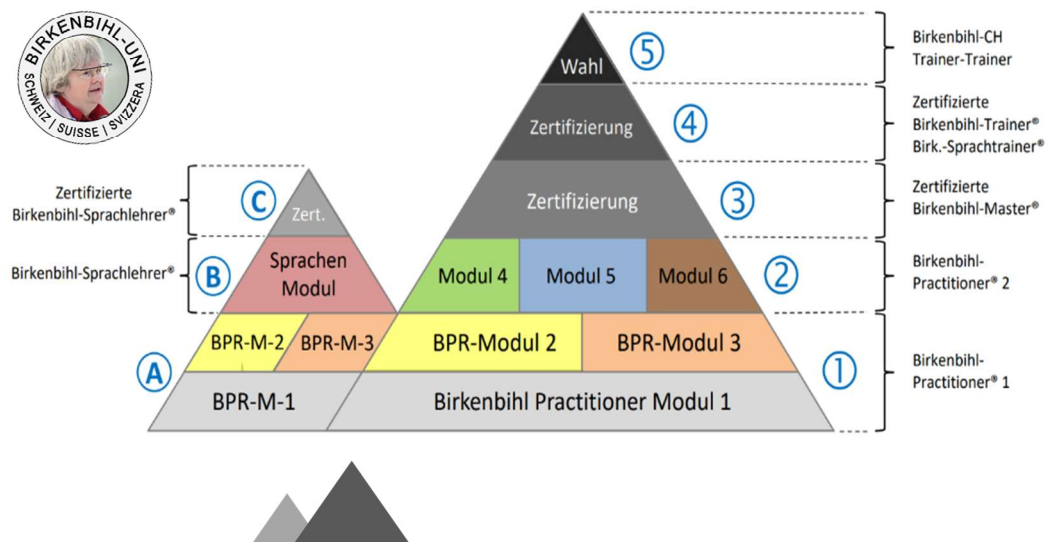 BIRKENBIHL-UNI
SCHWEIZ | SUISSE | SVIZZERA
Wahl
5
Birkenbihl-CH
Trainer-Trainer
Zertifizierung
4
Zertifizierte
Birkenbihl-Trainer®
Birk.-Sprachtrainer®
Zertifizierte
Birkenbihl-Sprachlehrer®
C
Zert.
Zertifizierung
3
Zertifizierte
Birkenbihl-Master®
Birkenbihl-Sprachlehrer®
B
Sprachen
Modul
Modul 4
Modul 5
Modul 6
2
Birkenbihl-
Practitioner® 2
A
BPR-M-2
BPR-M-3
BPR-Modul 2
BPR-Modul 3
1
Birkenbihl-
Practitioner® 1
BPR-M-1
Birkenbihl Practitioner Modul 1